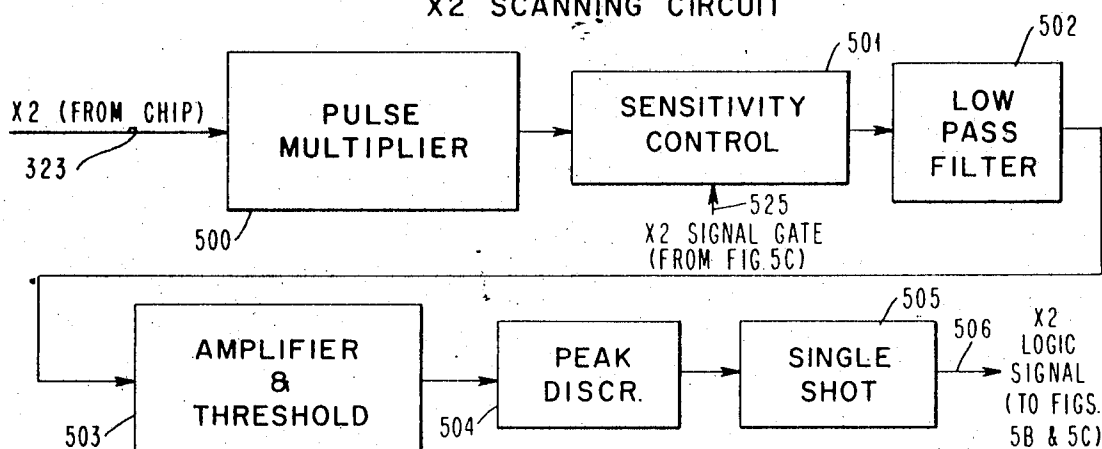 X2 SCANNING CIRCUIT
X2 (FROM CHIP)
323
PULSE
MULTIPLIER
500
SENSITIVITY
CONTROL
501
525
X2 SIGNAL GATE
(FROM FIG.5C)
LOW
PASS
FILTER
502
AMPLIFIER
&
THRESHOLD
503
PEAK
DISCR.
504
SINGLE
SHOT
505
506
X2
LOGIC
SIGNAL
(TO FIGS.
5B & 5C)